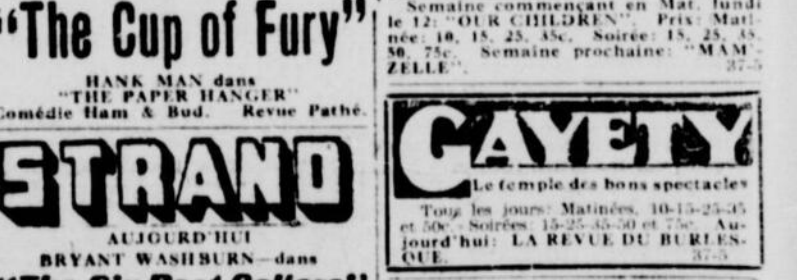 "The Cup of Fury"
HANK MAN dans
"THE PAPER HANGER"
Comédie Ham & Bud. Revue Pathé.
STRAND
AUJOURD'HUI
BRYANT WASHBURN—dans
Semaine commençant en Mat. lundi
le 12: "OUR CHILDREN". Prix: Mati-
née: 10, 15, 25, 35c. Soirée: 15, 25, 35,
50, 75c. Semaine prochaine: "MAM'-
ZELLE". 37-5
GAYETY
Le temple des bons spectacles
Tous les jours: Matinées, 10-15-25-35
et 50c. - Soirées: 15-25-35-50 et 75c. Au-
jourd'hui: LA REVUE DU BURLES-
QUE. 37-5